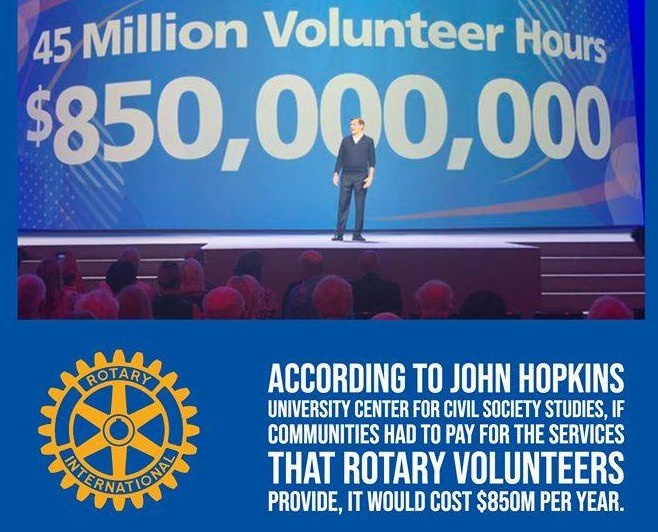 45 Million Volunteer Hours
$850,000,000
ROTARY
INTERNATIONAL
ACCORDING TO JOHN HOPKINS
UNIVERSITY CENTER FOR CIVIL SOCIETY STUDIES, IF
COMMUNITIES HAD TO PAY FOR THE SERVICES
THAT ROTARY VOLUNTEERS
PROVIDE, IT WOULD COST $850M PER YEAR.